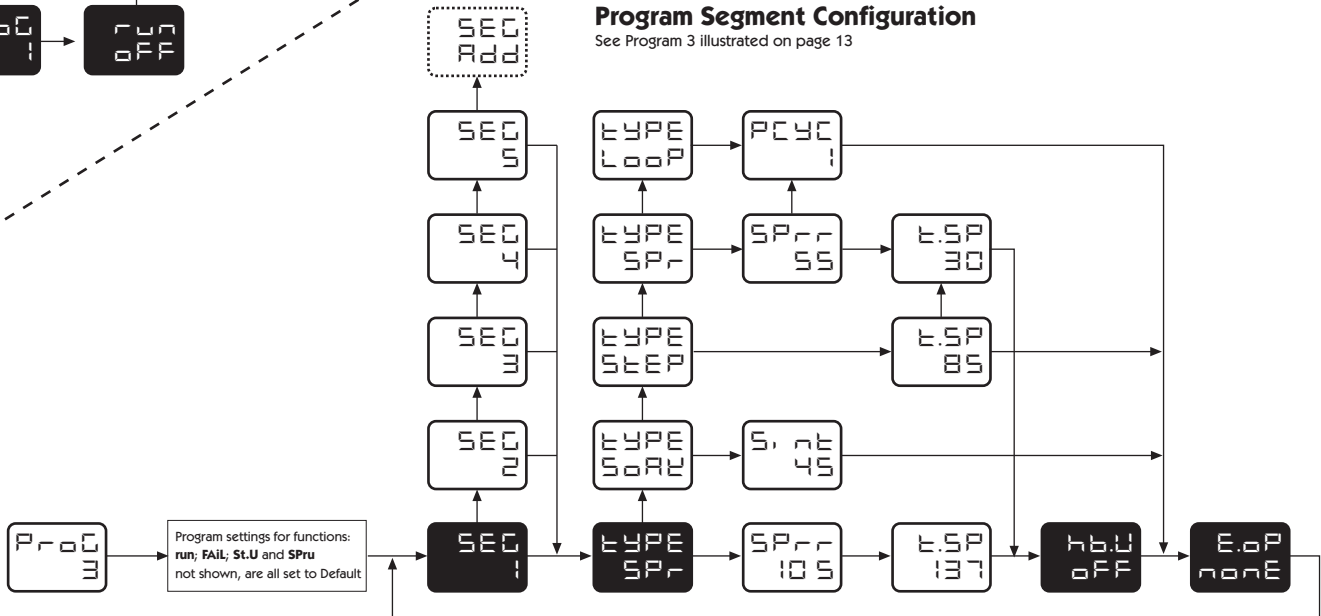 oG
1
run
oFF
Program Segment Configuration
See Program 3 illustrated on page 13
SEG
Add
SEG
5
tYPE
LooP
PCYC
1
SEG
4
tYPE
SPr
SPrr
55
t.SP
30
SEG
3
tYPE
StEP
t.SP
85
SEG
2
tYPE
SoAK
S, nt
45
ProG
3
Program settings for functions:
run; FAiL; St.U and SPru
not shown, are all set to Default
SEG
1
tYPE
SPr
SPrr
105
t.SP
137
hb.U
oFF
E.oP
nonE